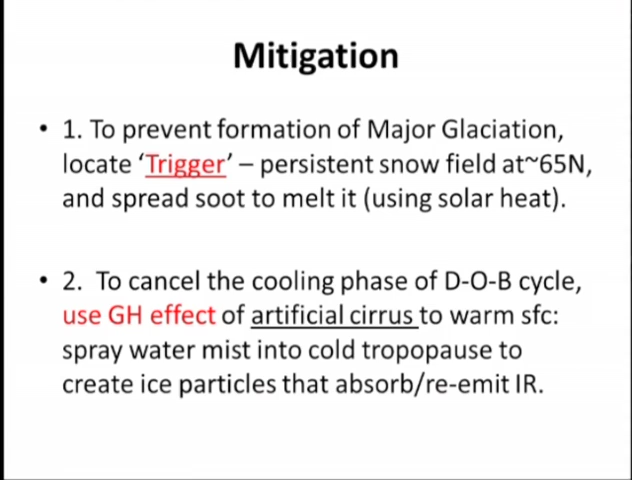 Mitigation
• 1. To prevent formation of Major Glaciation,
locate ‘Trigger’ – persistent snow field at~65N,
and spread soot to melt it (using solar heat).
• 2.  To cancel the cooling phase of D-O-B cycle,
use GH effect of artificial cirrus to warm sfc:
spray water mist into cold tropopause to
create ice particles that absorb/re-emit IR.